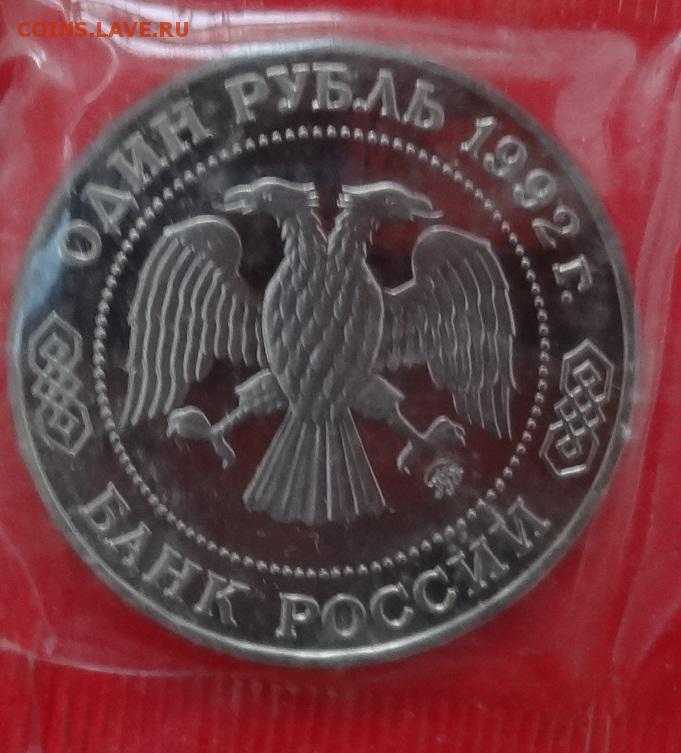 COINS.LAVE.RU
ОДИН РУБЛЬ 1992 г.
БАНК РОССИИ